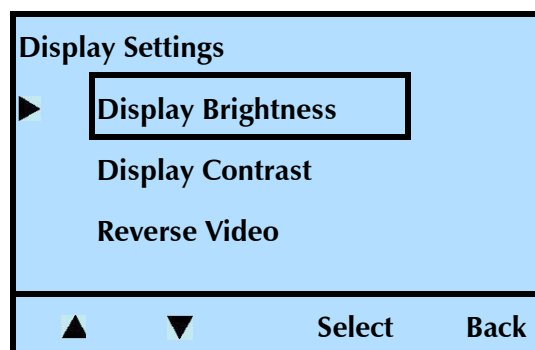 Display Settings
Display Brightness
Display Contrast
Reverse Video
Select Back